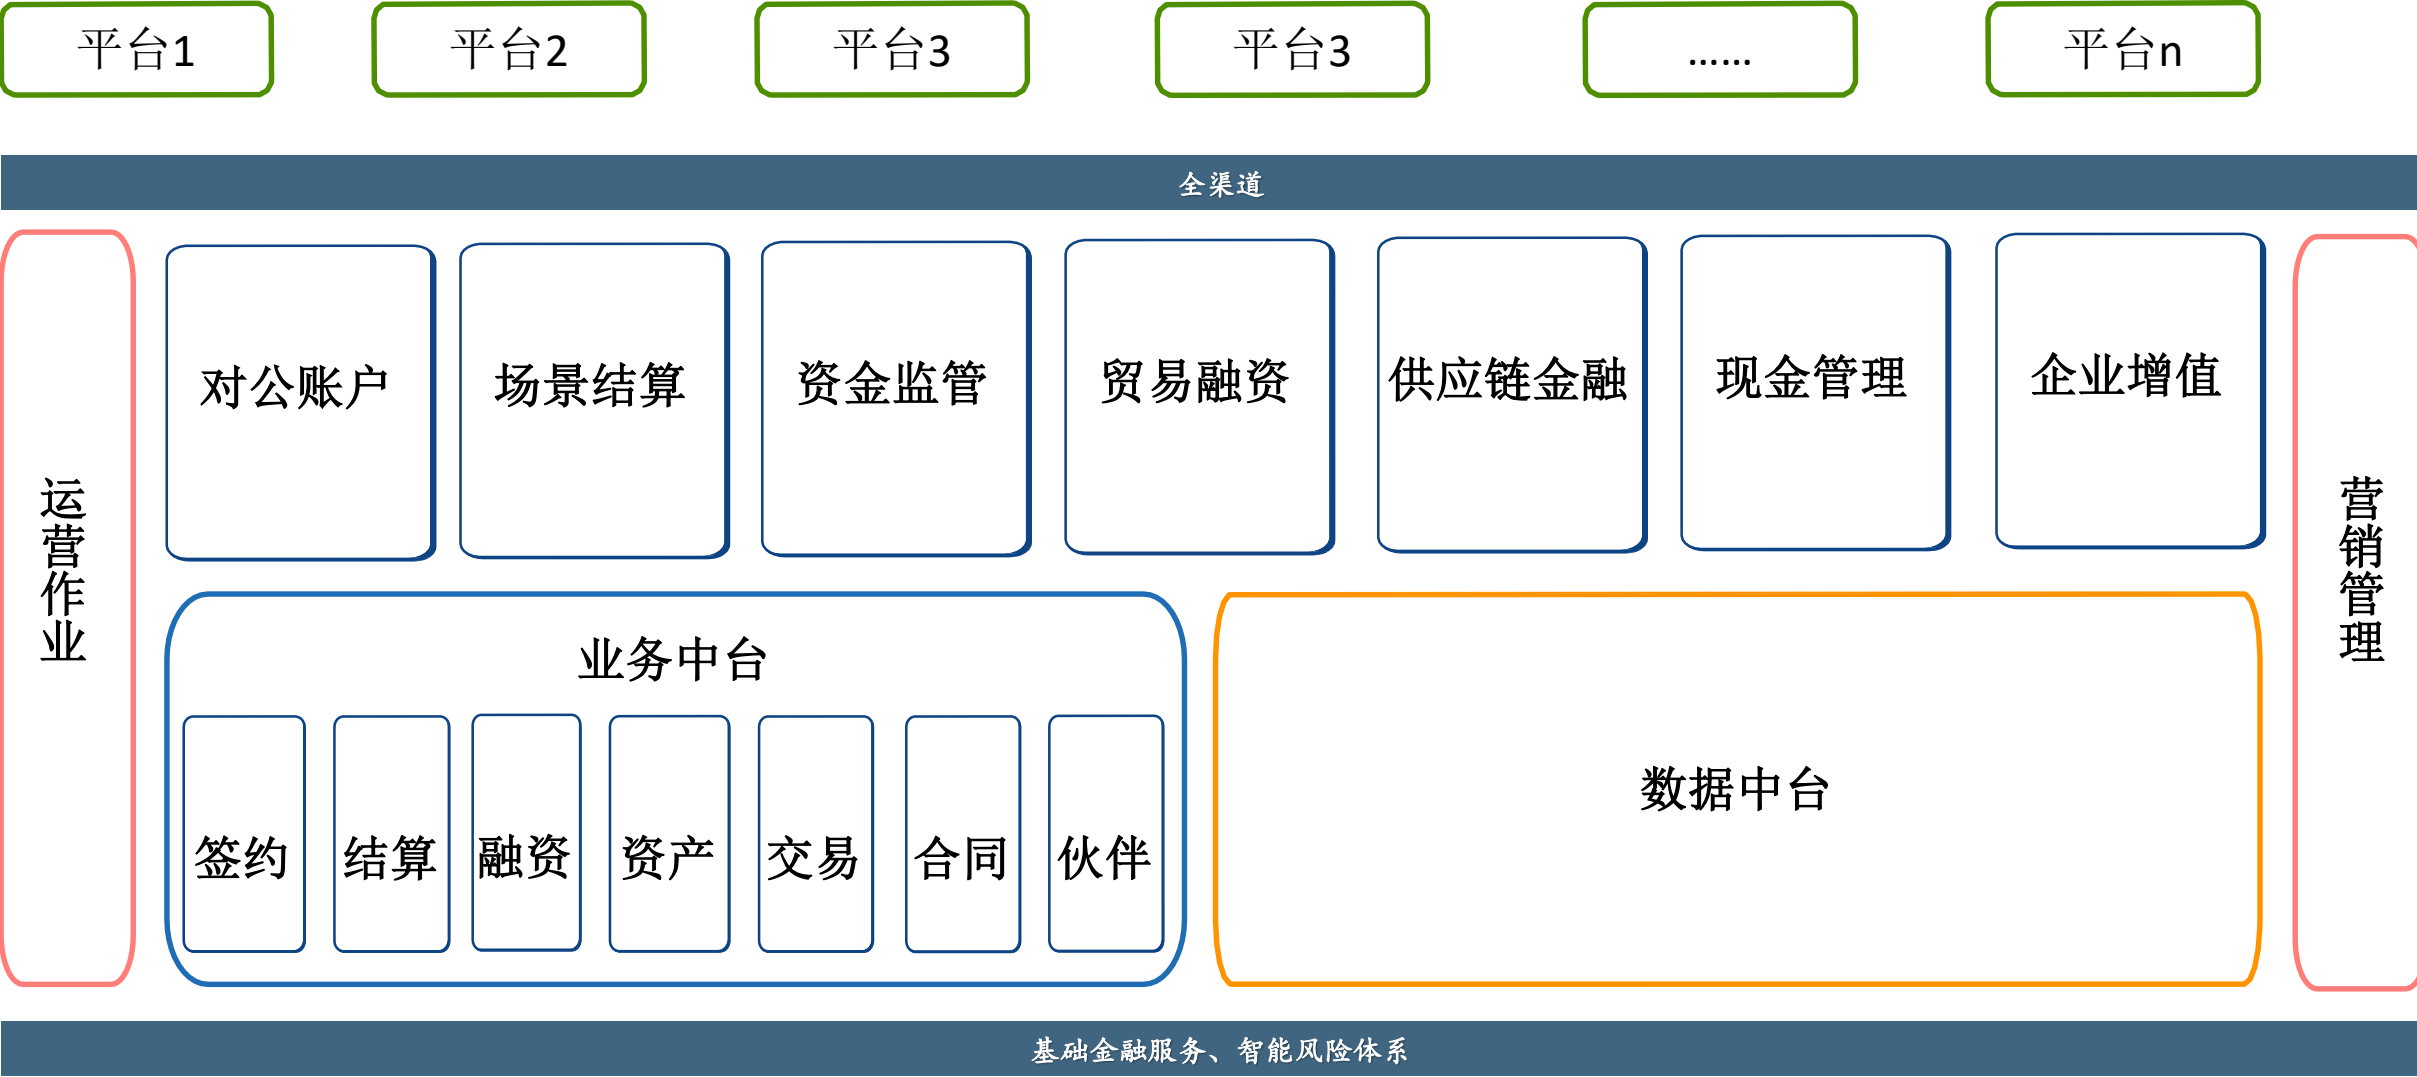 平台1
平台2
平台3
平台3
……
平台n
全渠道
运营作业
对公账户
场景结算
资金监管
贸易融资
供应链金融
现金管理
企业增值
营销管理
业务中台
签约
结算
融资
资产
交易
合同
伙伴
数据中台
基础金融服务、智能风险体系